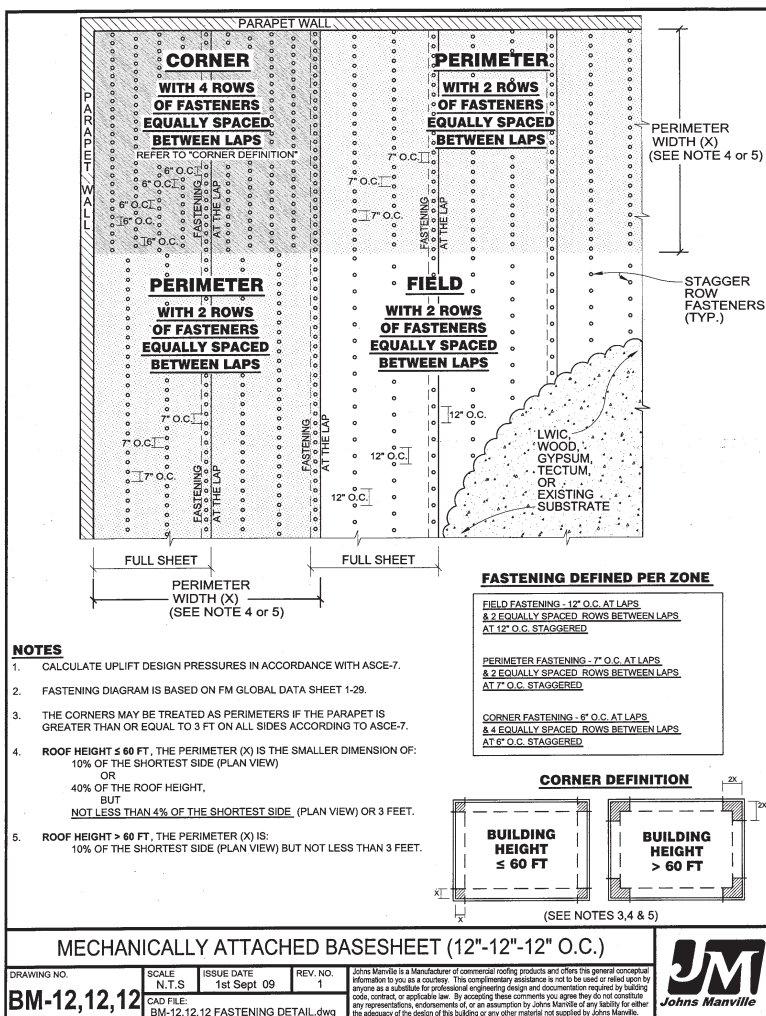 PARAPET WALL
PARAPET WALL
CORNER
WITH 4 ROWS
OF FASTENERS
EQUALLY SPACED
BETWEEN LAPS
REFER TO "CORNER DEFINITION"
6" O.C.
6" O.C.
6" O.C.
6" O.C.
6" O.C.
FASTENING
AT THE LAP
PERIMETER
WITH 2 ROWS
OF FASTENERS
EQUALLY SPACED
BETWEEN LAPS
7" O.C.
7" O.C.
7" O.C.
FASTENING
AT THE LAP
PERIMETER
WIDTH (X)
(SEE NOTE 4 or 5)
STAGGER
ROW
FASTENERS
(TYP.)
PERIMETER
WITH 2 ROWS
OF FASTENERS
EQUALLY SPACED
BETWEEN LAPS
7" O.C.
7" O.C.
7" O.C.
FASTENING
AT THE LAP
FASTENING
AT THE LAP
FIELD
WITH 2 ROWS
OF FASTENERS
EQUALLY SPACED
BETWEEN LAPS
12" O.C.
12" O.C.
12" O.C.
LWIC,
WOOD,
GYPSUM,
TECTUM,
OR
EXISTING
SUBSTRATE
FULL SHEET
FULL SHEET
PERIMETER
WIDTH (X)
(SEE NOTE 4 or 5)
FASTENING DEFINED PER ZONE
FIELD FASTENING - 12" O.C. AT LAPS
& 2 EQUALLY SPACED ROWS BETWEEN LAPS
AT 12" O.C. STAGGERED
PERIMETER FASTENING - 7" O.C. AT LAPS
& 2 EQUALLY SPACED ROWS BETWEEN LAPS
AT 7" O.C. STAGGERED
CORNER FASTENING - 6" O.C. AT LAPS
& 4 EQUALLY SPACED ROWS BETWEEN LAPS
AT 6" O.C. STAGGERED
NOTES
1. CALCULATE UPLIFT DESIGN PRESSURES IN ACCORDANCE WITH ASCE-7.
2. FASTENING DIAGRAM IS BASED ON FM GLOBAL DATA SHEET 1-29.
3. THE CORNERS MAY BE TREATED AS PERIMETERS IF THE PARAPET IS
GREATER THAN OR EQUAL TO 3 FT ON ALL SIDES ACCORDING TO ASCE-7.
4. ROOF HEIGHT ≤ 60 FT, THE PERIMETER (X) IS THE SMALLER DIMENSION OF:
10% OF THE SHORTEST SIDE (PLAN VIEW)
OR
40% OF THE ROOF HEIGHT,
BUT
NOT LESS THAN 4% OF THE SHORTEST SIDE (PLAN VIEW) OR 3 FEET.
5. ROOF HEIGHT > 60 FT, THE PERIMETER (X) IS:
10% OF THE SHORTEST SIDE (PLAN VIEW) BUT NOT LESS THAN 3 FEET.
CORNER DEFINITION
BUILDING
HEIGHT
≤ 60 FT
X
X
BUILDING
HEIGHT
> 60 FT
2X
2X
(SEE NOTES 3,4 & 5)
MECHANICALLY ATTACHED BASESHEET (12"-12"-12" O.C.)
DRAWING NO.
BM-12,12,12
SCALE
N.T.S
ISSUE DATE
1st Sept 09
REV. NO.
1
CAD FILE:
BM-12.12.12 FASTENING DETAIL.dwg
Johns Manville is a Manufacturer of commercial roofing products and offers this general conceptual
information to you as a courtesy. This complimentary assistance is not to be used or relied upon by
anyone as a substitute for professional engineering design and documentation required by building
code, contract, or applicable law. By accepting these comments you agree they do not constitute
any representations, endorsements of, or an assumption by Johns Manville of any liability for either
the adequacy of the design of this building or any other material not supplied by Johns Manville.
JM
Johns Manville